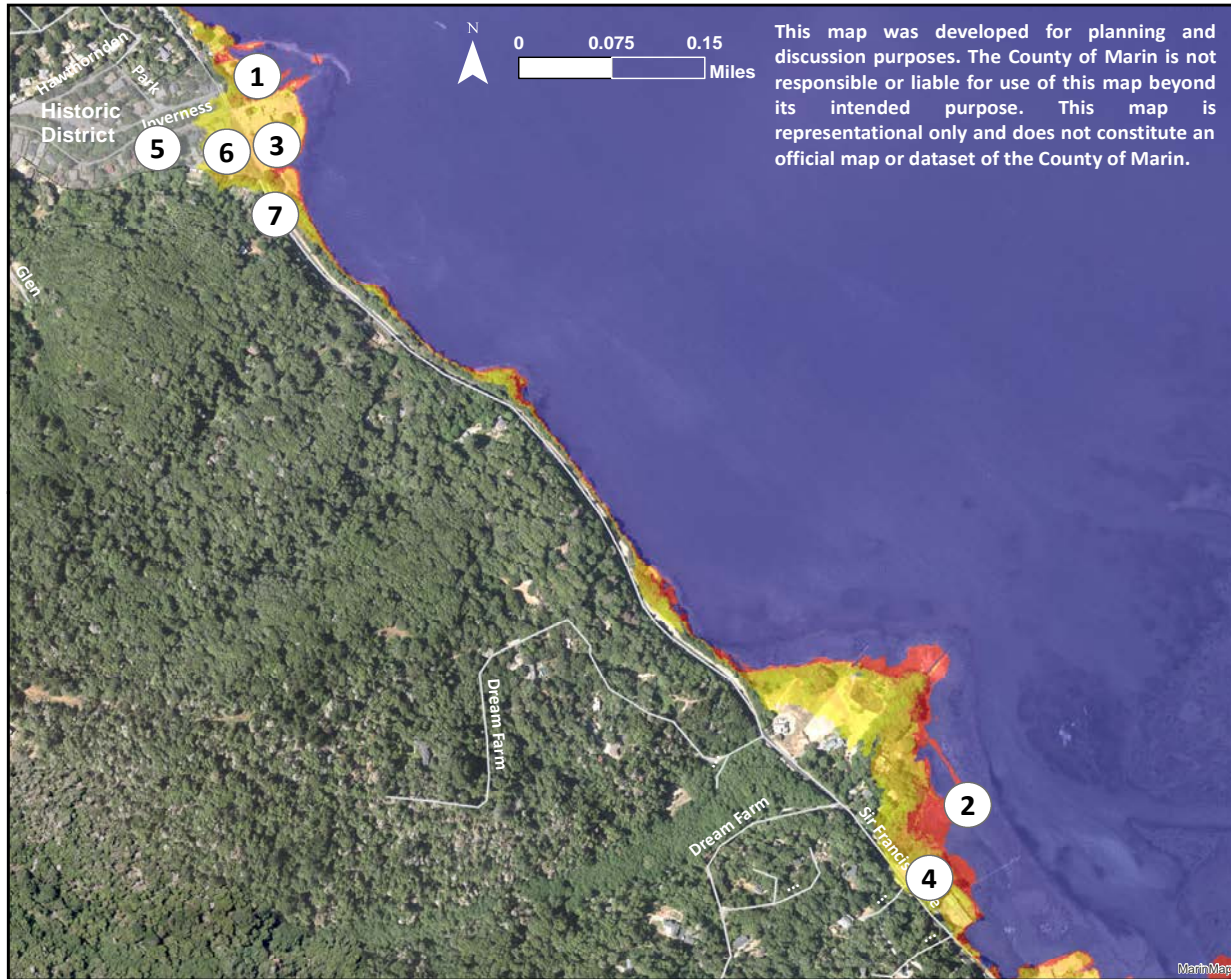 N
0 0.075 0.15
Miles
This map was developed for planning and
discussion purposes. The County of Marin is not
responsible or liable for use of this map beyond
its intended purpose. This map is
representational only and does not constitute an
official map or dataset of the County of Marin.
Hawthornden
Park
Historic
District
Inverness
1
3
5
6
7
Glen
Dream Farm
Dream Farm
Sir Francis
2
4